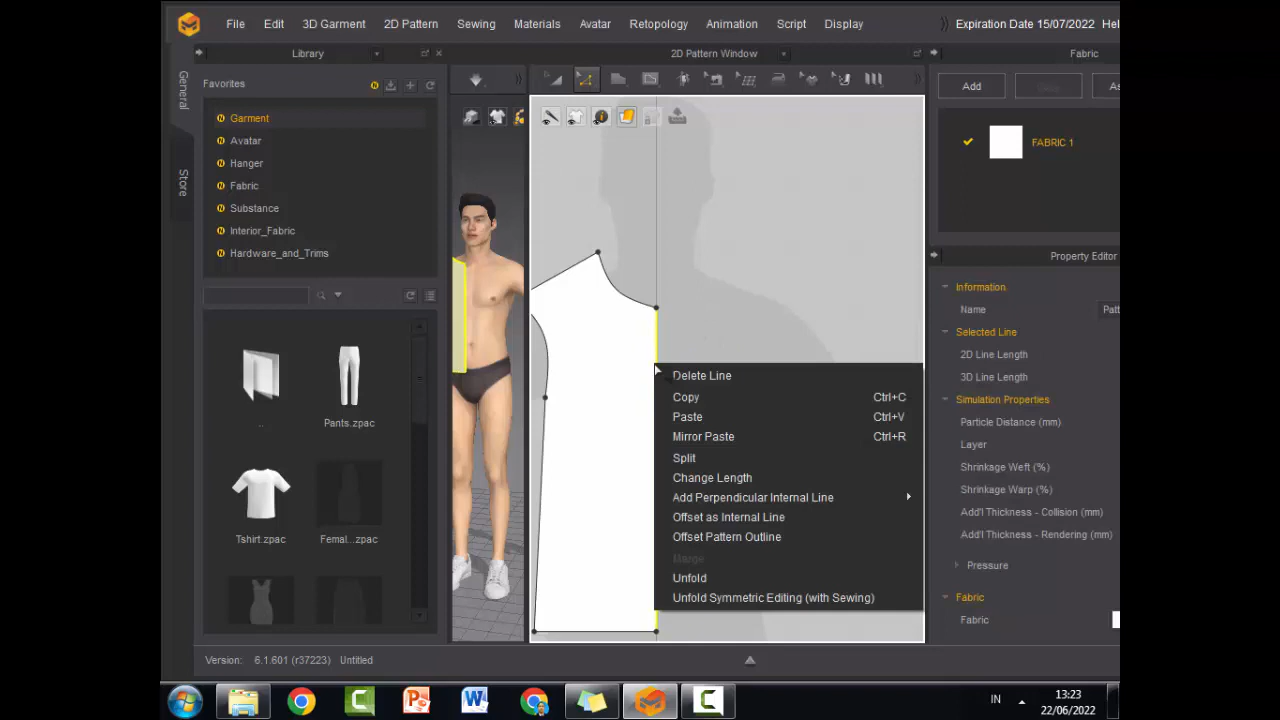 File Edit 3D Garment 2D Pattern Sewing Materials Avatar Retopology Animation Script Display Expiration Date 15/07/2022 Hel
Library
2D Pattern Window
Fabric
General
Store
Favorites
Garment
Avatar
Hanger
Fabric
Substance
Interior_Fabric
Hardware_and_Trims
..
Pants.zpac
Tshirt.zpac
Femal...zpac
Delete Line
Copy Ctrl+C
Paste Ctrl+V
Mirror Paste Ctrl+R
Split
Change Length
Add Perpendicular Internal Line
Offset as Internal Line
Offset Pattern Outline
Merge
Unfold
Unfold Symmetric Editing (with Sewing)
Add As
FABRIC 1
Property Editor
Information
Name Patt
Selected Line
2D Line Length
3D Line Length
Simulation Properties
Particle Distance (mm)
Layer
Shrinkage Weft (%)
Shrinkage Warp (%)
Add'l Thickness - Collision (mm)
Add'l Thickness - Rendering (mm)
Pressure
Fabric
Fabric
Version: 6.1.601 (r37223) Untitled
IN
13:23
22/06/2022